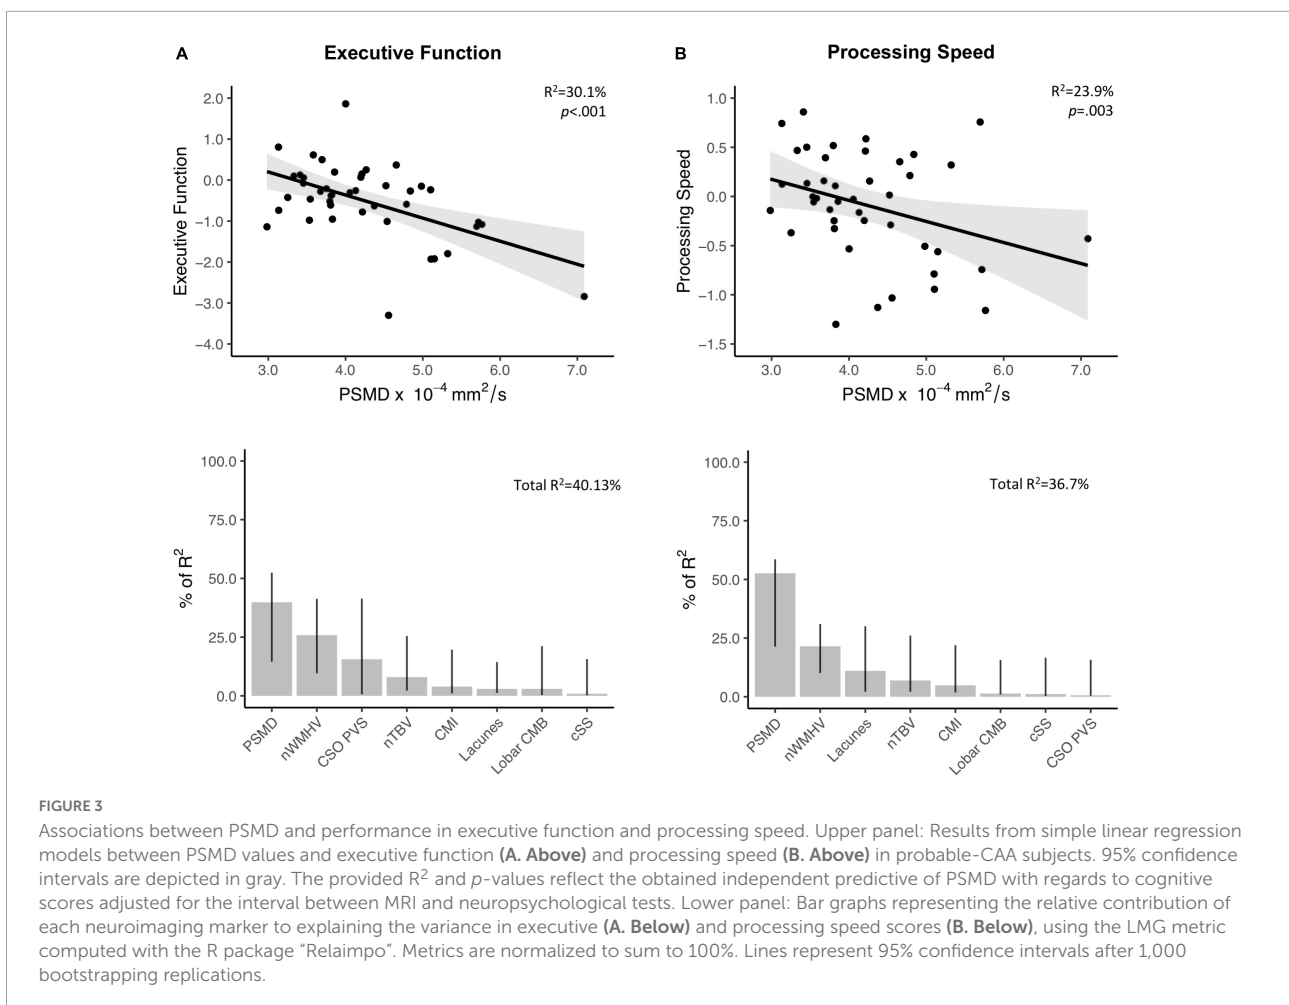 A Executive Function
R²=30.1%
p<.001
2.0
1.0
0.0
−1.0
−2.0
−3.0
−4.0
Executive Function
3.0 4.0 5.0 6.0 7.0
PSMD x 10⁻⁴ mm²/s
B Processing Speed
R²=23.9%
p=.003
1.0
0.5
0.0
−0.5
−1.0
−1.5
Processing Speed
3.0 4.0 5.0 6.0 7.0
PSMD x 10⁻⁴ mm²/s
Total R²=40.13%
100.0
75.0
50.0
25.0
0.0
% of R²
PSMD
nWMHV
CSO PVS
nTBV
CMI
Lacunes
Lobar CMB
cSS
Total R²=36.7%
100.0
75.0
50.0
25.0
0.0
% of R²
PSMD
nWMHV
Lacunes
nTBV
CMI
Lobar CMB
cSS
CSO PVS
FIGURE 3
Associations between PSMD and performance in executive function and processing speed. Upper panel: Results from simple linear regression
models between PSMD values and executive function (A. Above) and processing speed (B. Above) in probable-CAA subjects. 95% confidence
intervals are depicted in gray. The provided R² and p-values reflect the obtained independent predictive of PSMD with regards to cognitive
scores adjusted for the interval between MRI and neuropsychological tests. Lower panel: Bar graphs representing the relative contribution of
each neuroimaging marker to explaining the variance in executive (A. Below) and processing speed scores (B. Below), using the LMG metric
computed with the R package “Relaimpo”. Metrics are normalized to sum to 100%. Lines represent 95% confidence intervals after 1,000
bootstrapping replications.